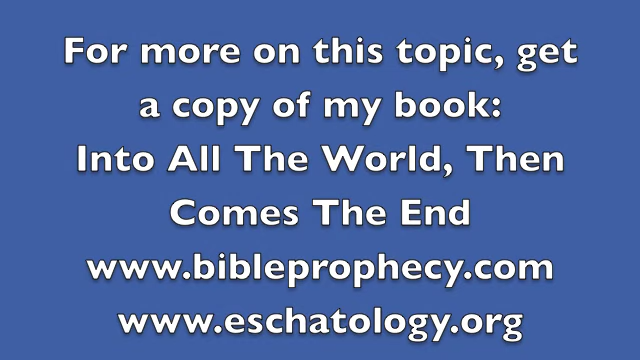 For more on this topic, get
a copy of my book:
Into All The World, Then
Comes The End
www.bibleprophecy.com
www.eschatology.org